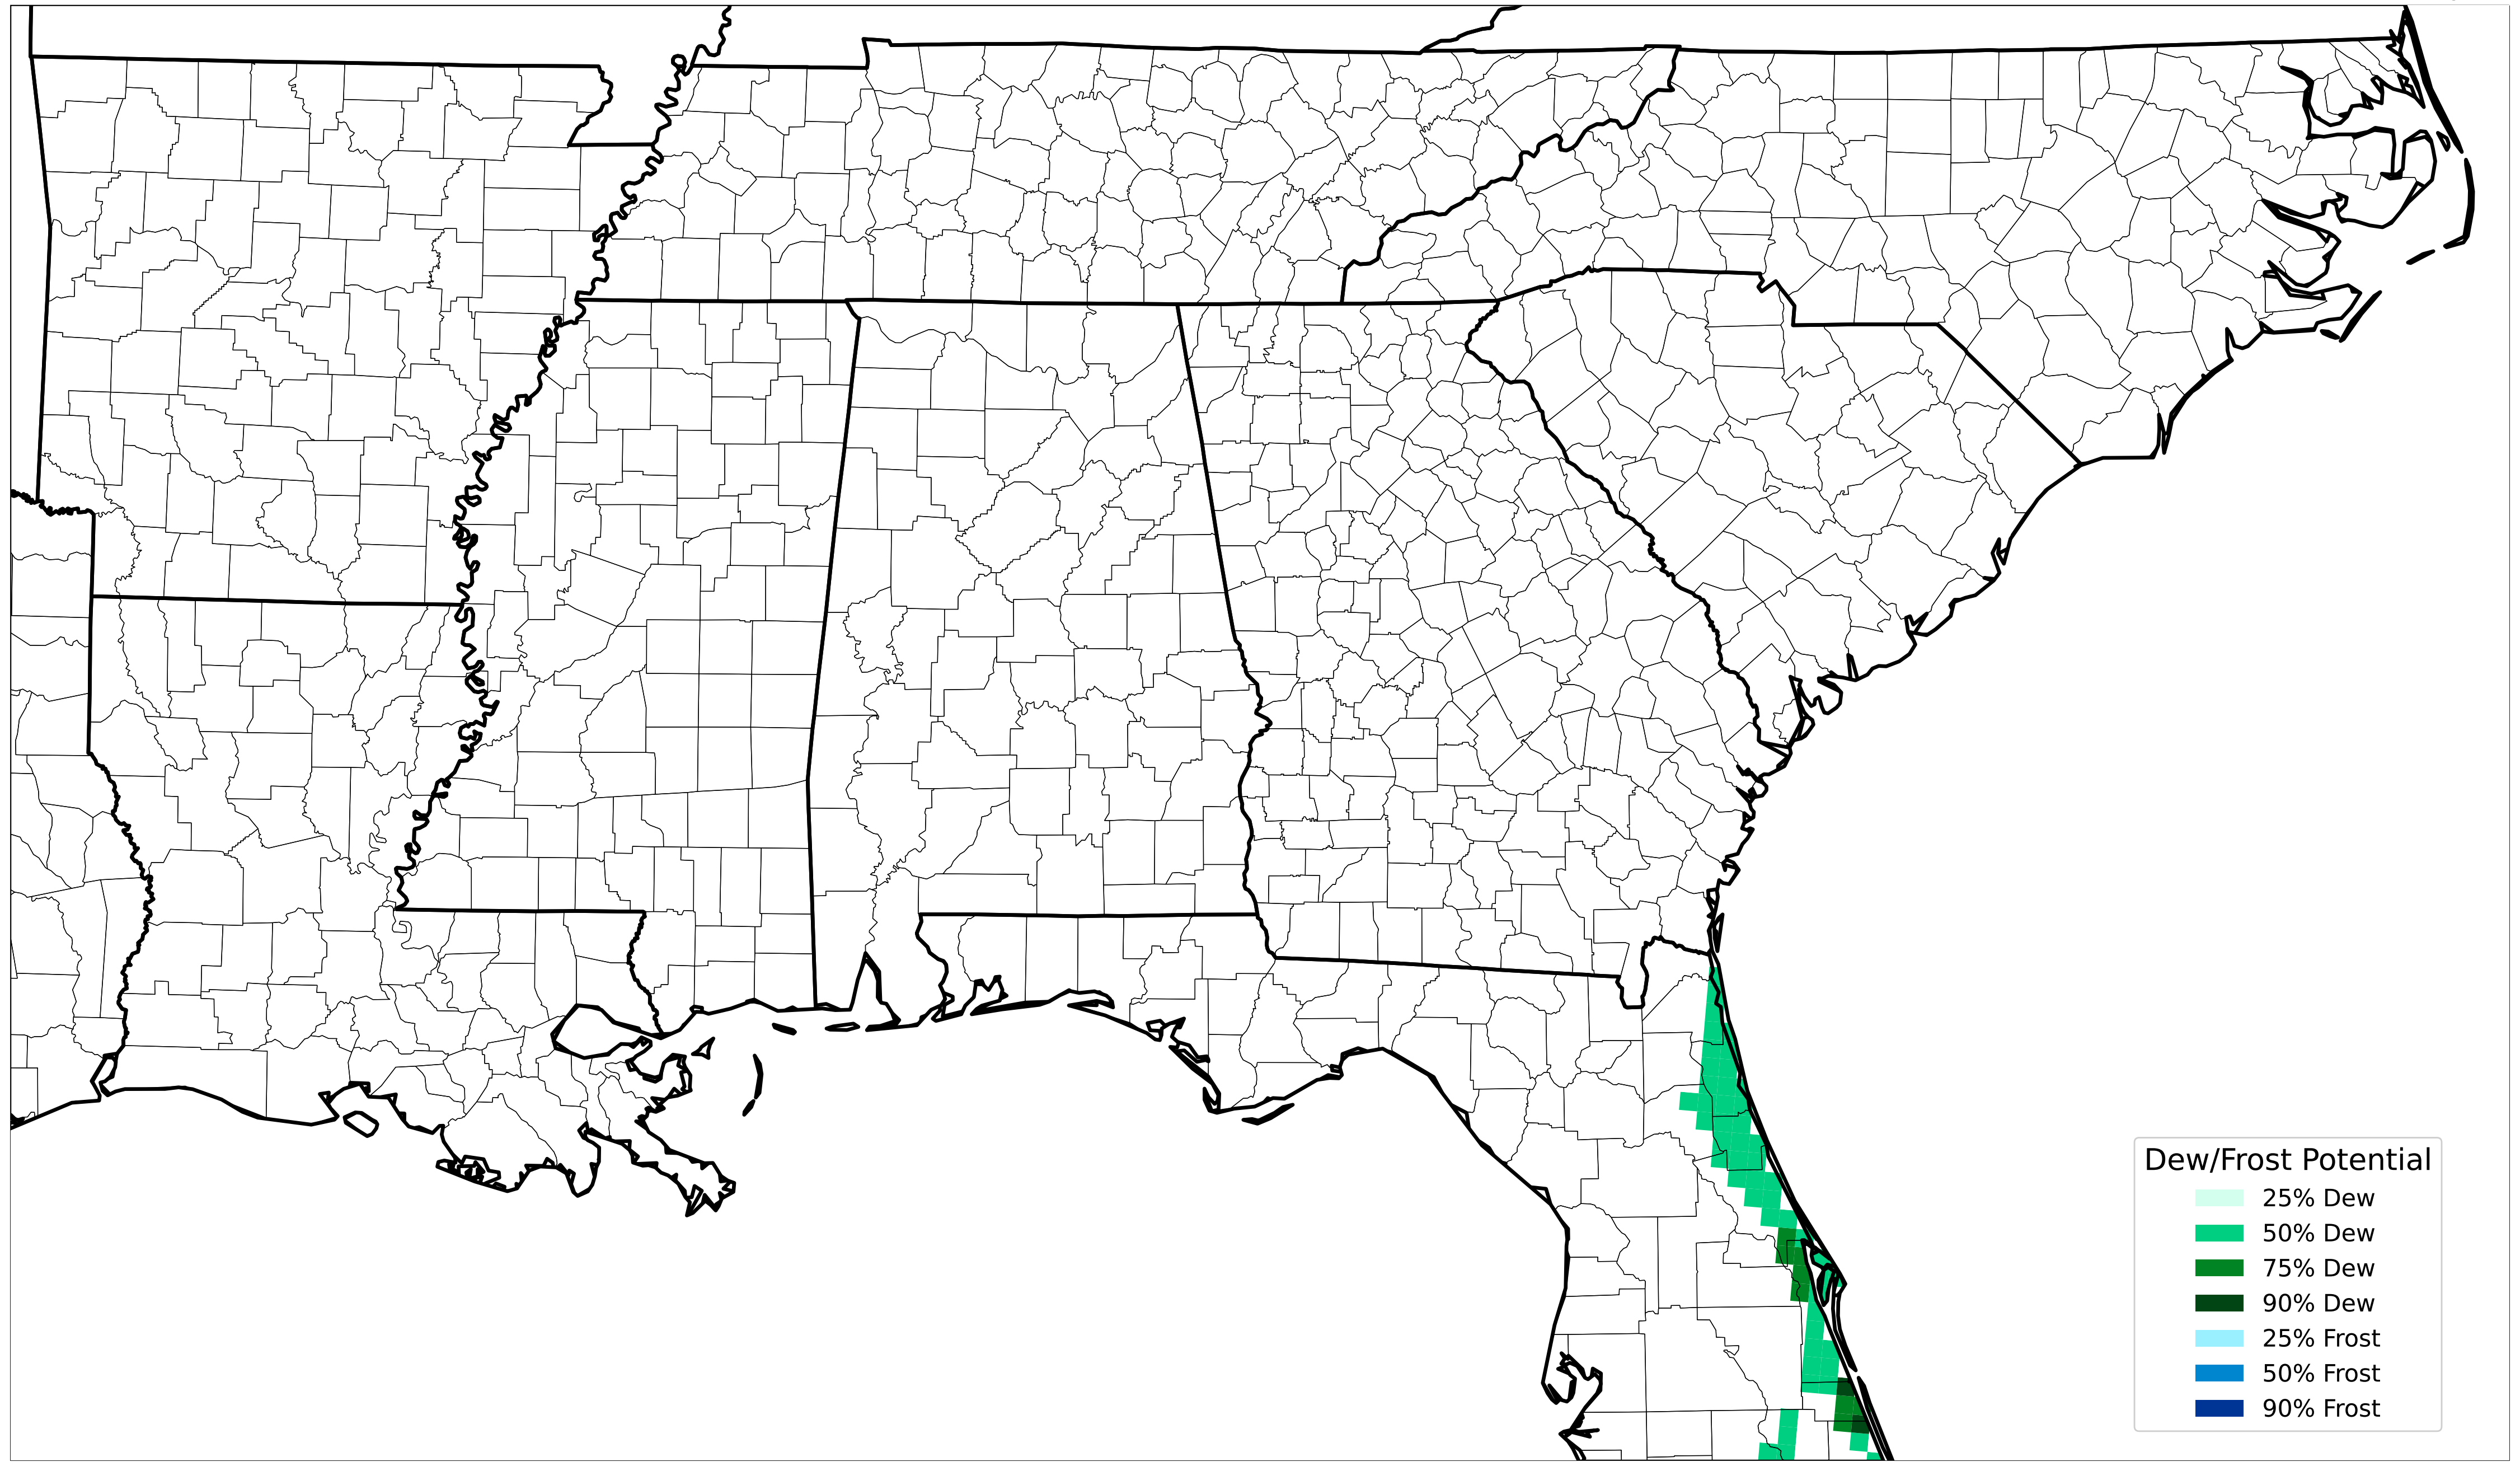 Dew/Frost Potential
25% Dew
50% Dew
75% Dew
90% Dew
25% Frost
50% Frost
90% Frost